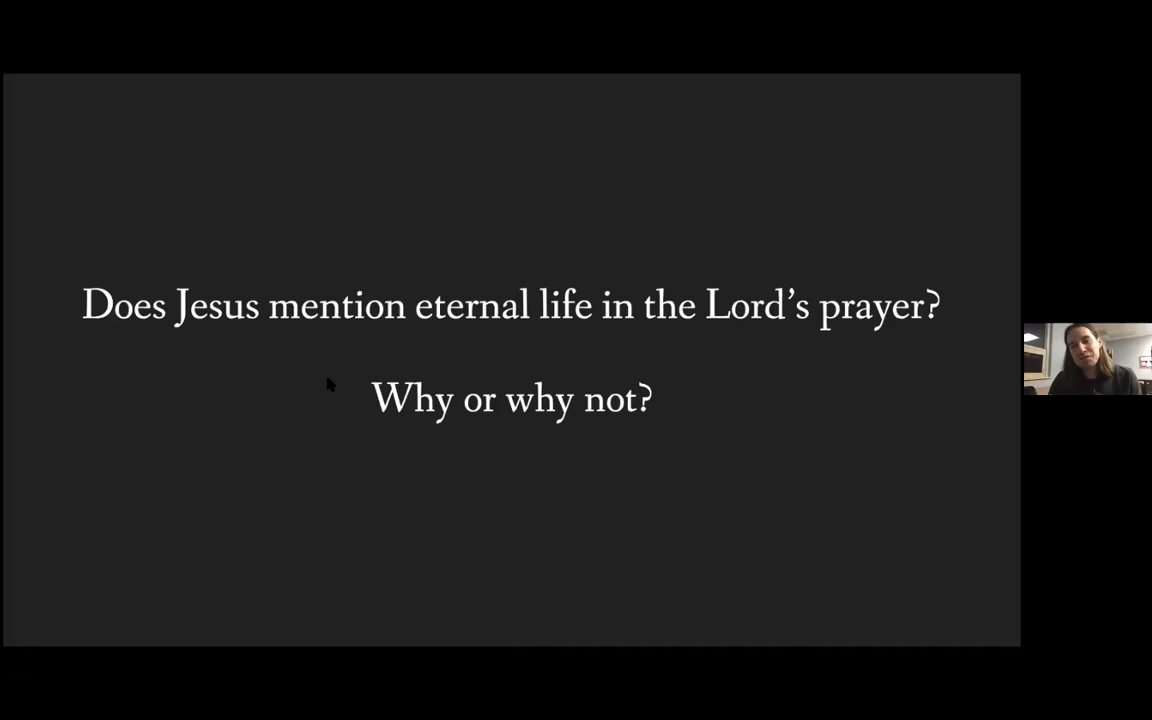 Does Jesus mention eternal life in the Lord’s prayer?
Why or why not?